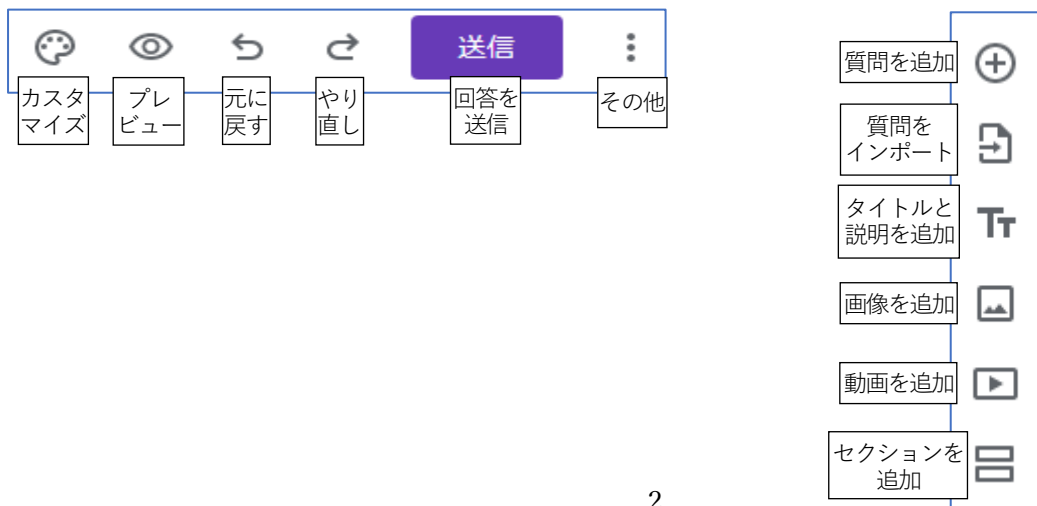 送信
カスタ
マイズ
プレ
ビュー
元に
戻す
やり
直し
回答を
送信
その他
質問を追加
質問を
インポート
タイトルと
説明を追加
画像を追加
動画を追加
セクションを
追加
2